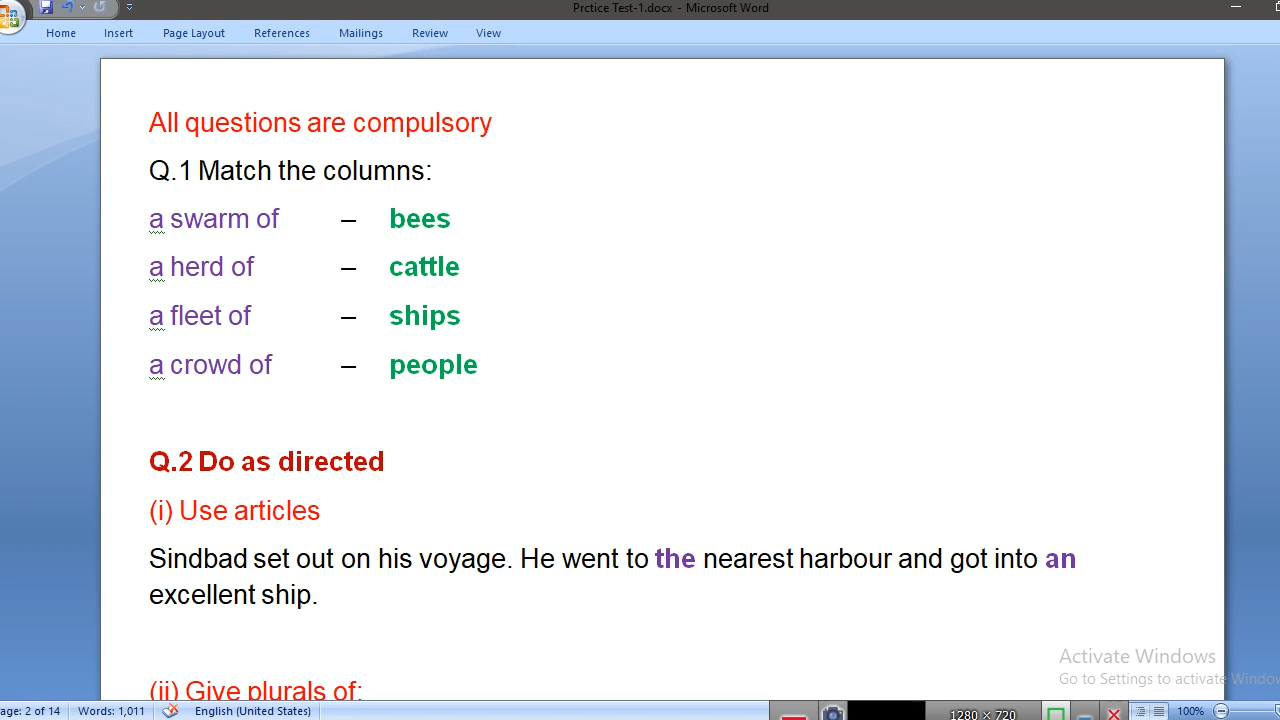 Prctice Test-1.docx - Microsoft Word
Home Insert Page Layout References Mailings Review View
All questions are compulsory
Q.1 Match the columns:
a swarm of – bees
a herd of – cattle
a fleet of – ships
a crowd of – people
Q.2 Do as directed
(i) Use articles
Sindbad set out on his voyage. He went to the nearest harbour and got into an
excellent ship.
Activate Windows
Go to Settings to activate Windows
(ii) Give plurals of:
age: 2 of 14 Words: 1,011 English (United States) 1280 × 720 100%